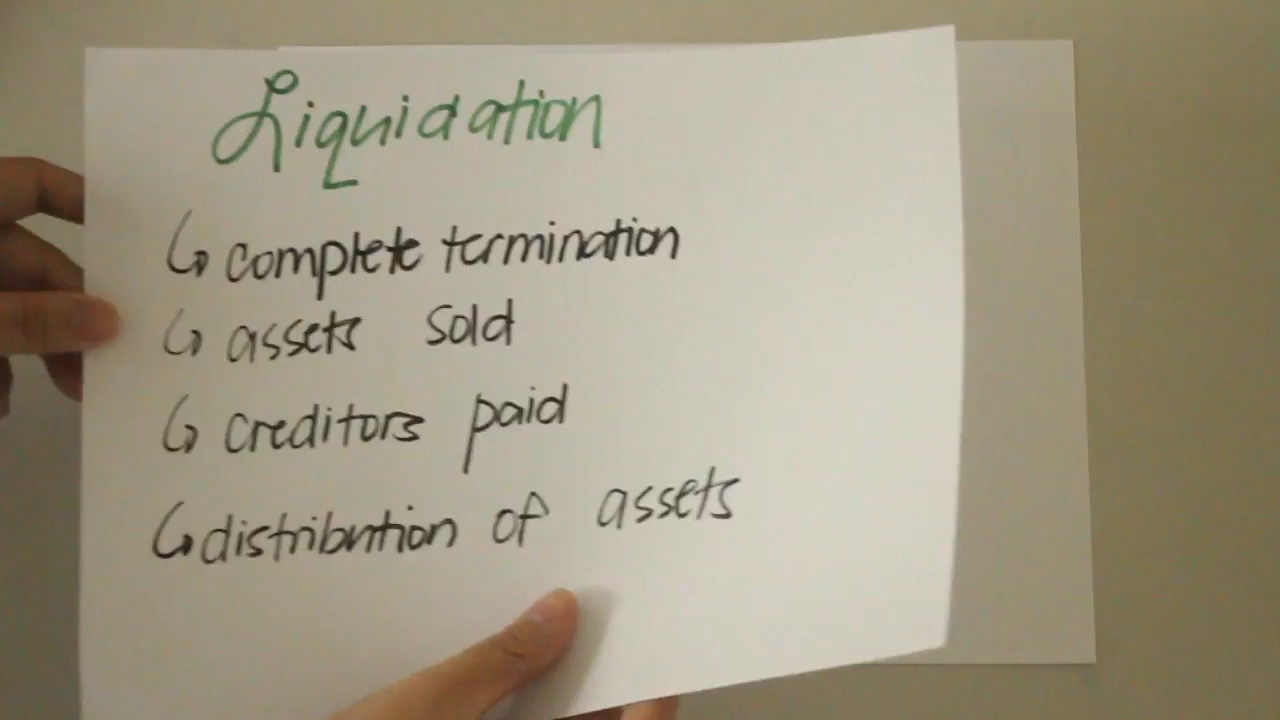 Liquidation
↳ complete termination
↳ assets sold
↳ creditors paid
↳ distribution of assets